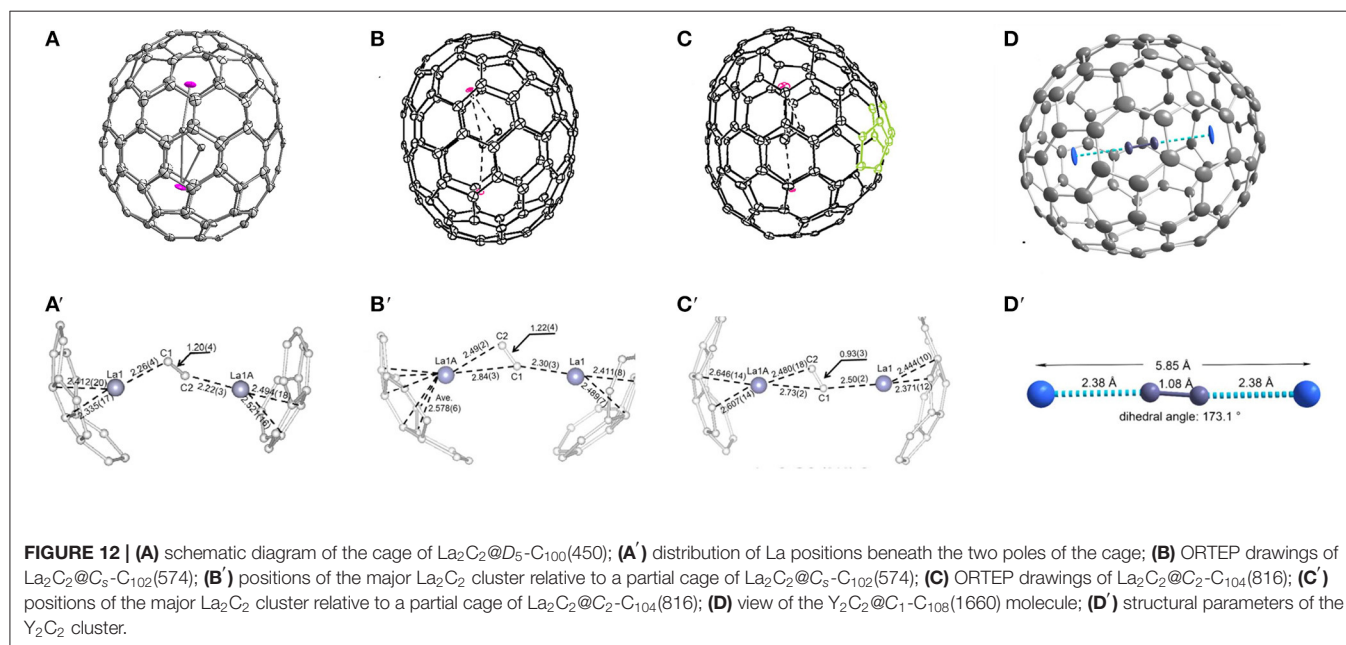 A
B
C
D
A′
La1
2.412(20)
2.335(17)
2.26(4)
C1
1.20(4)
C2
2.22(3)
La1A
2.494(18)
2.521(16)
B′
La1A
2.49(2)
C2
1.22(4)
C1
2.84(3)
2.30(3)
La1
2.411(8)
Ave.
2.578(6)
C′
La1A
2.646(14)
2.607(14)
2.480(18)
C2
0.93(3)
2.73(2)
C1
2.50(2)
La1
2.444(10)
2.371(12)
D′
5.85 Å
2.38 Å
1.08 Å
2.38 Å
dihedral angle: 173.1 °
FIGURE 12 | (A) schematic diagram of the cage of La₂C₂@D₅-C₁₀₀(450); (A′) distribution of La positions beneath the two poles of the cage; (B) ORTEP drawings of
La₂C₂@Cₛ-C₁₀₂(574); (B′) positions of the major La₂C₂ cluster relative to a partial cage of La₂C₂@Cₛ-C₁₀₂(574); (C) ORTEP drawings of La₂C₂@C₂-C₁₀₄(816); (C′)
positions of the major La₂C₂ cluster relative to a partial cage of La₂C₂@C₂-C₁₀₄(816); (D) view of the Y₂C₂@C₁-C₁₀₈(1660) molecule; (D′) structural parameters of the
Y₂C₂ cluster.